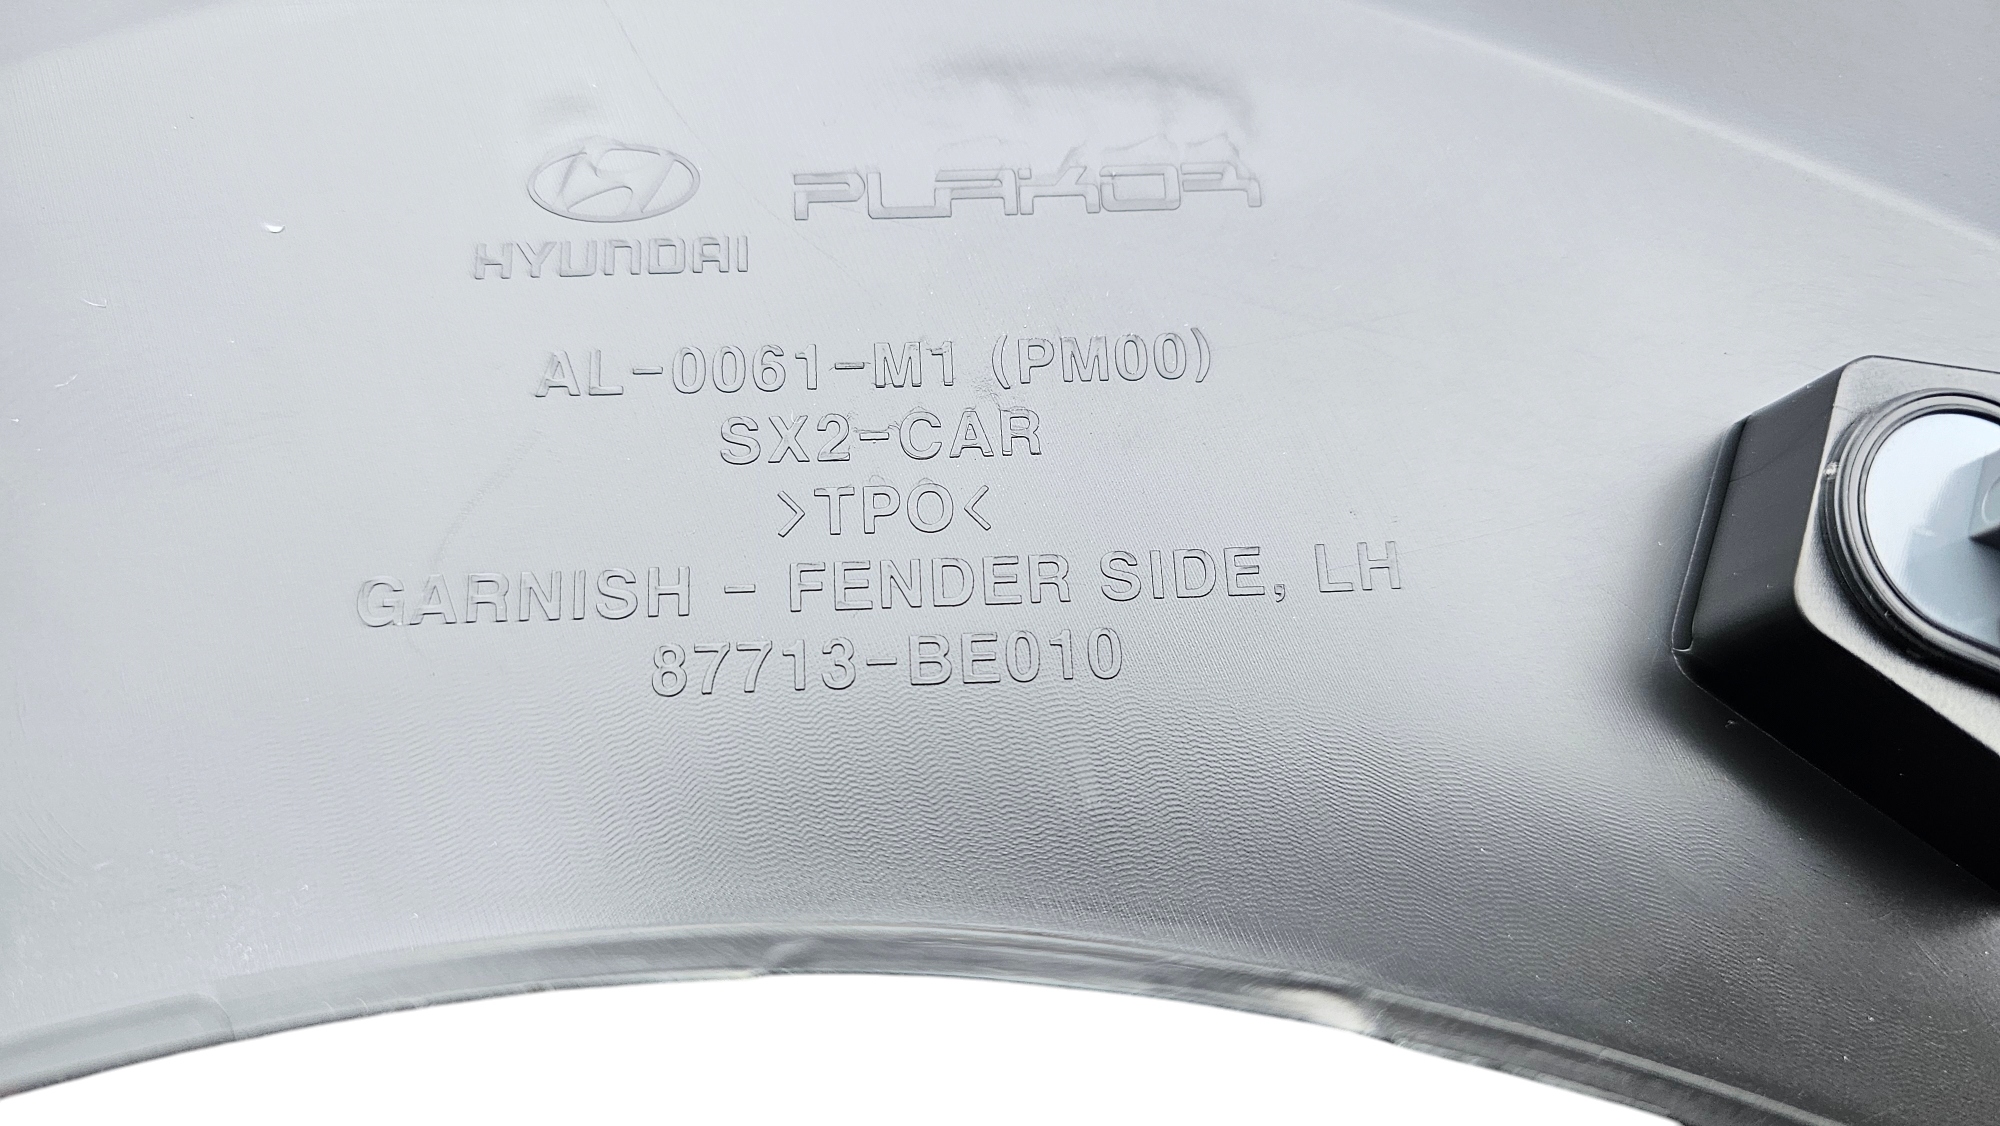 HYUNDAI
PLAKOR
AL-0061-M1 (PM00)
SX2-CAR
>TPO<
GARNISH - FENDER SIDE, LH
87713-BE010